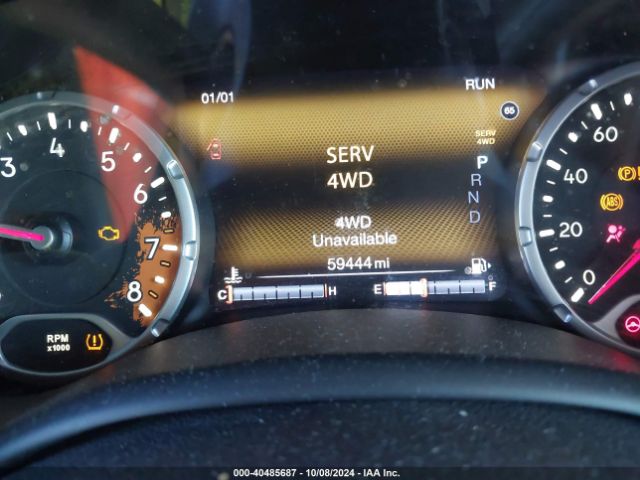 RUN
01/01
65
SERV
4WD
SERV
4WD
P
R
N
D
4WD
Unavailable
59444 mi
C H
E F
3
4
5
6
7
8
RPM
x1000
60
40
20
0
ABS
000-40485687 - 10/08/2024 - IAA Inc.